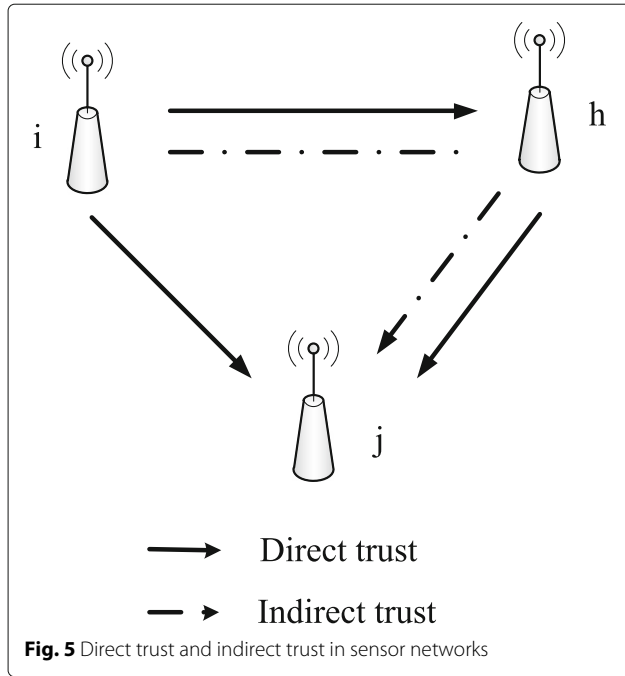 i
h
j
Direct trust
Indirect trust
Fig. 5 Direct trust and indirect trust in sensor networks